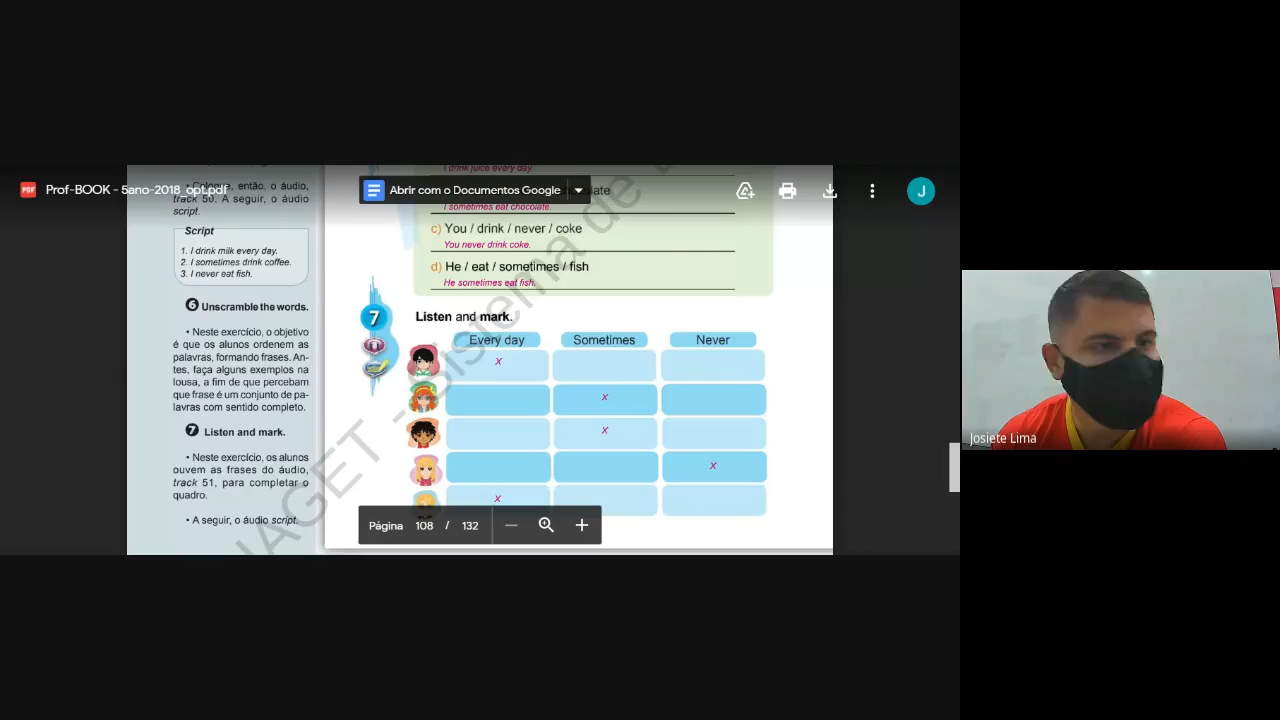 Prof-BOOK - 5ano-2018_opt.pdf
Abrir com o Documentos Google
J
então, o áudio,
track 50. A seguir, o áudio
script.
Script
1. I drink milk every day.
2. I sometimes drink coffee.
3. I never eat fish.
6 Unscramble the words.
• Neste exercício, o objetivo
é que os alunos ordenem as
palavras, formando frases. An-
tes, faça alguns exemplos na
lousa, a fim de que percebam
que frase é um conjunto de pa-
lavras com sentido completo.
7 Listen and mark.
• Neste exercício, os alunos
ouvem as frases do áudio,
track 51, para completar o
quadro.
• A seguir, o áudio script.
I drink juice every day
I sometimes eat chocolate.
c) You / drink / never / coke
You never drink coke.
d) He / eat / sometimes / fish
He sometimes eat fish.
7
Listen and mark.
Every day Sometimes Never
x
x
x
x
x
Página 108 / 132
Josiete Lima